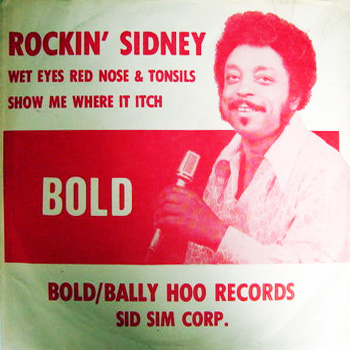 ROCKIN' SIDNEY
WET EYES RED NOSE & TONSILS
SHOW ME WHERE IT ITCH
BOLD
BOLD/BALLY HOO RECORDS
SID SIM CORP.